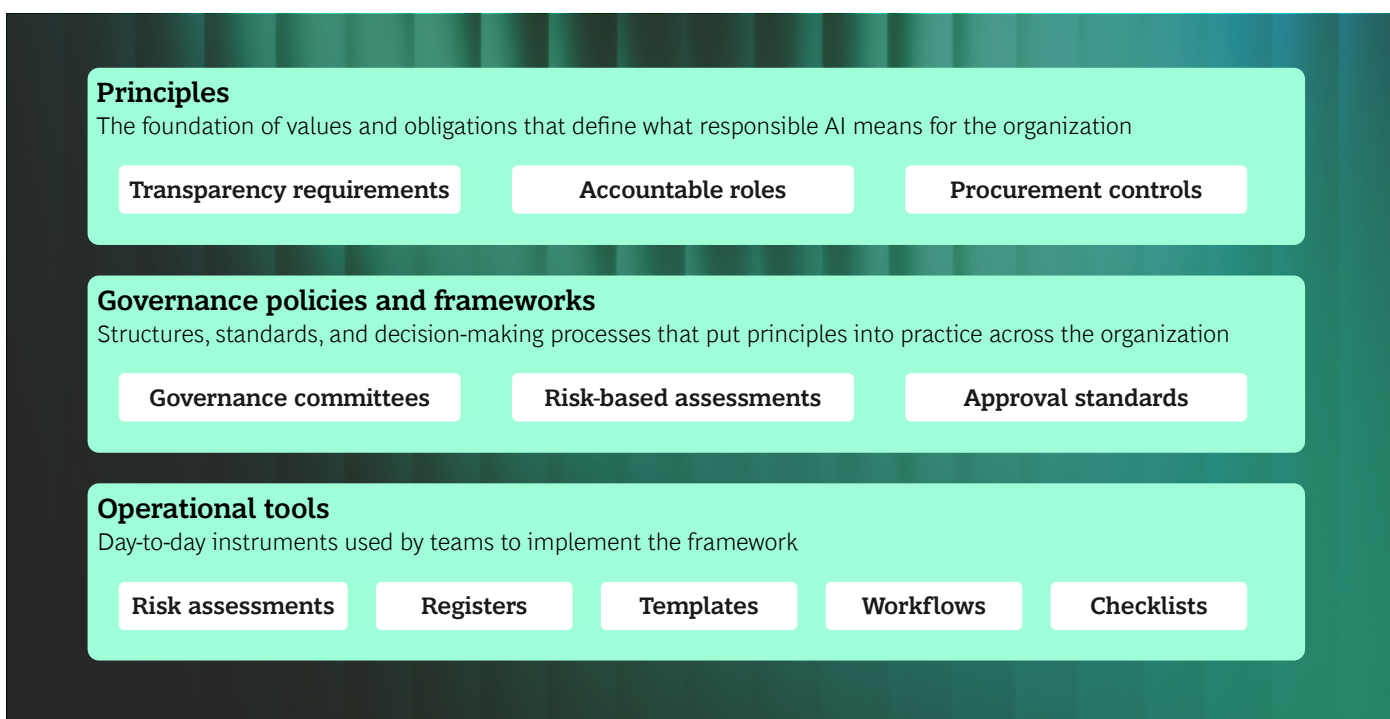 Principles
The foundation of values and obligations that define what responsible AI means for the organization
Transparency requirements
Accountable roles
Procurement controls
Governance policies and frameworks
Structures, standards, and decision-making processes that put principles into practice across the organization
Governance committees
Risk-based assessments
Approval standards
Operational tools
Day-to-day instruments used by teams to implement the framework
Risk assessments
Registers
Templates
Workflows
Checklists